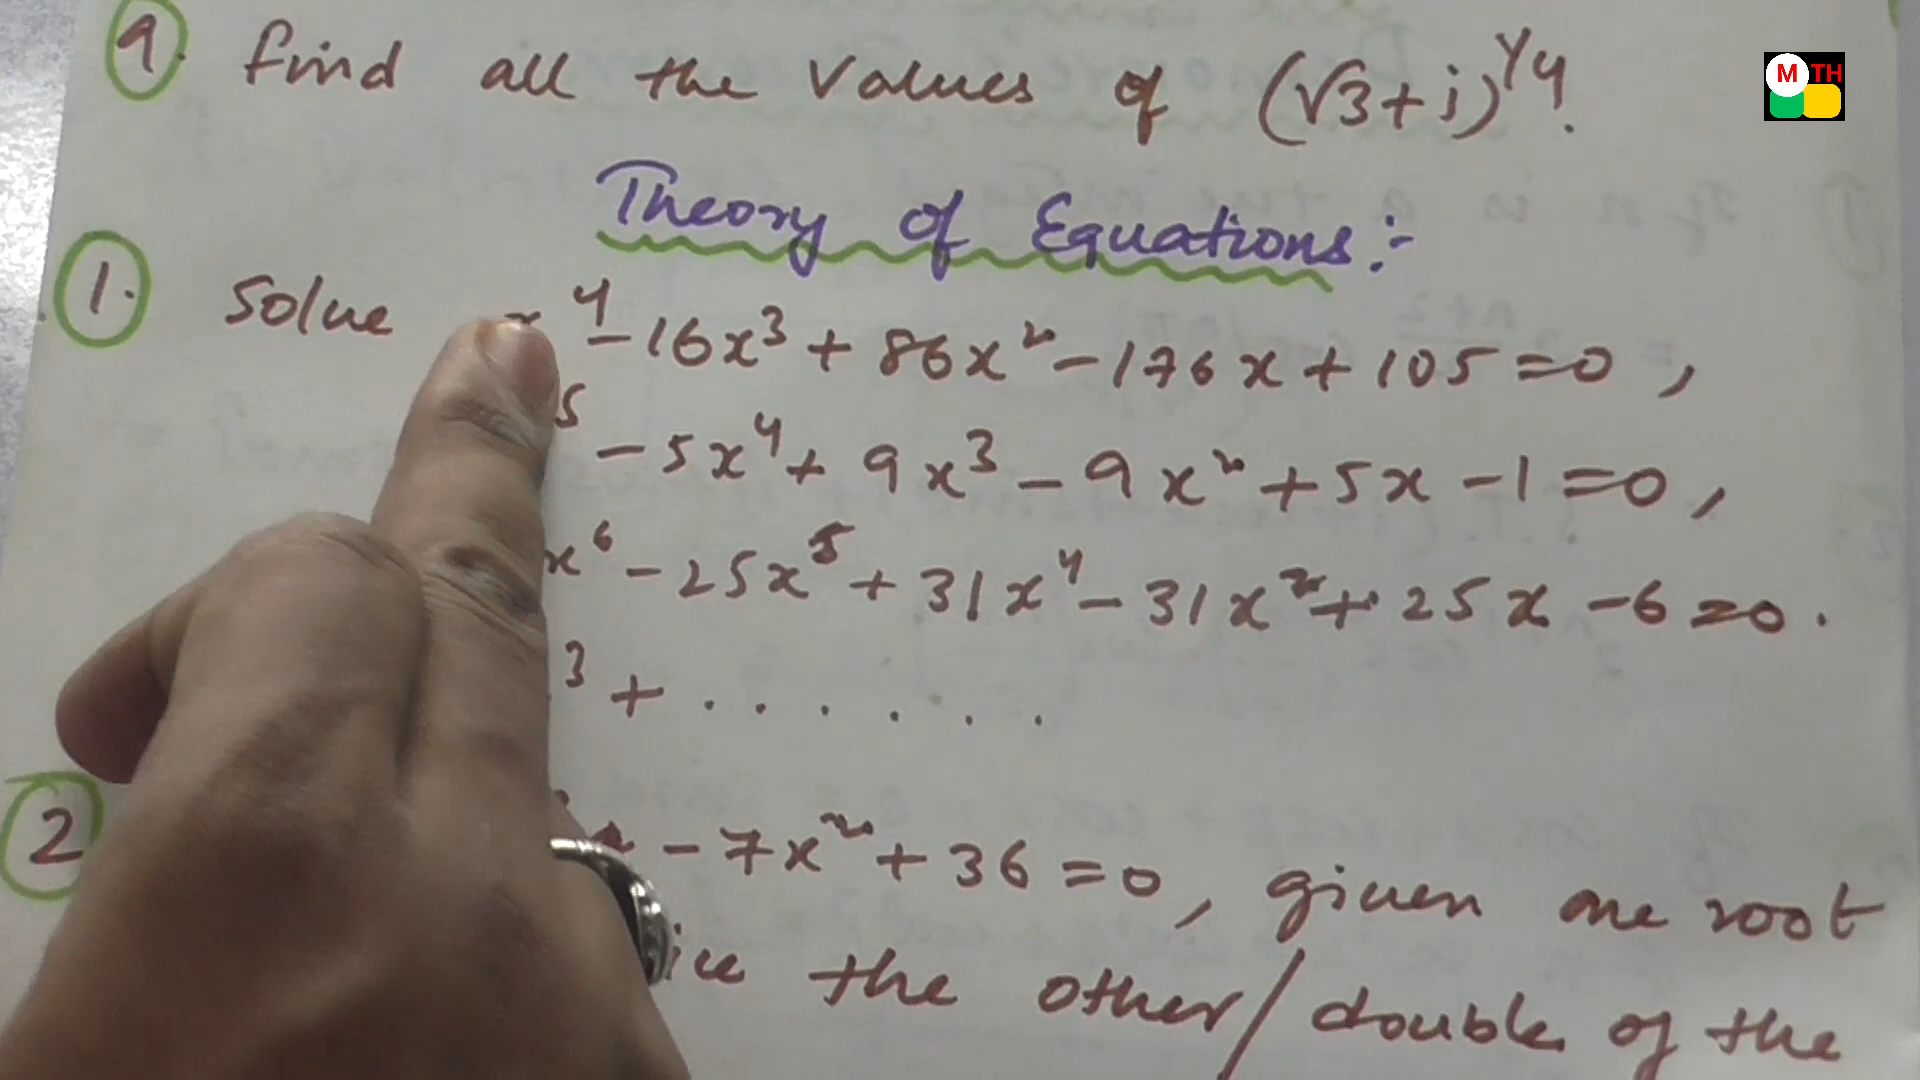 9. Find all the values of (√3+i)^1/4.
Theory of Equations:-
1. Solve x^4 - 16x^3 + 86x^2 - 176x + 105 = 0,
5 - 5x^4 + 9x^3 - 9x^2 + 5x - 1 = 0,
x^6 - 25x^5 + 31x^4 - 31x^2 + 25x - 6 = 0.
3 + . . . . . . .
2 - 7x^2 + 36 = 0, given one root
the other / double of the
M TH